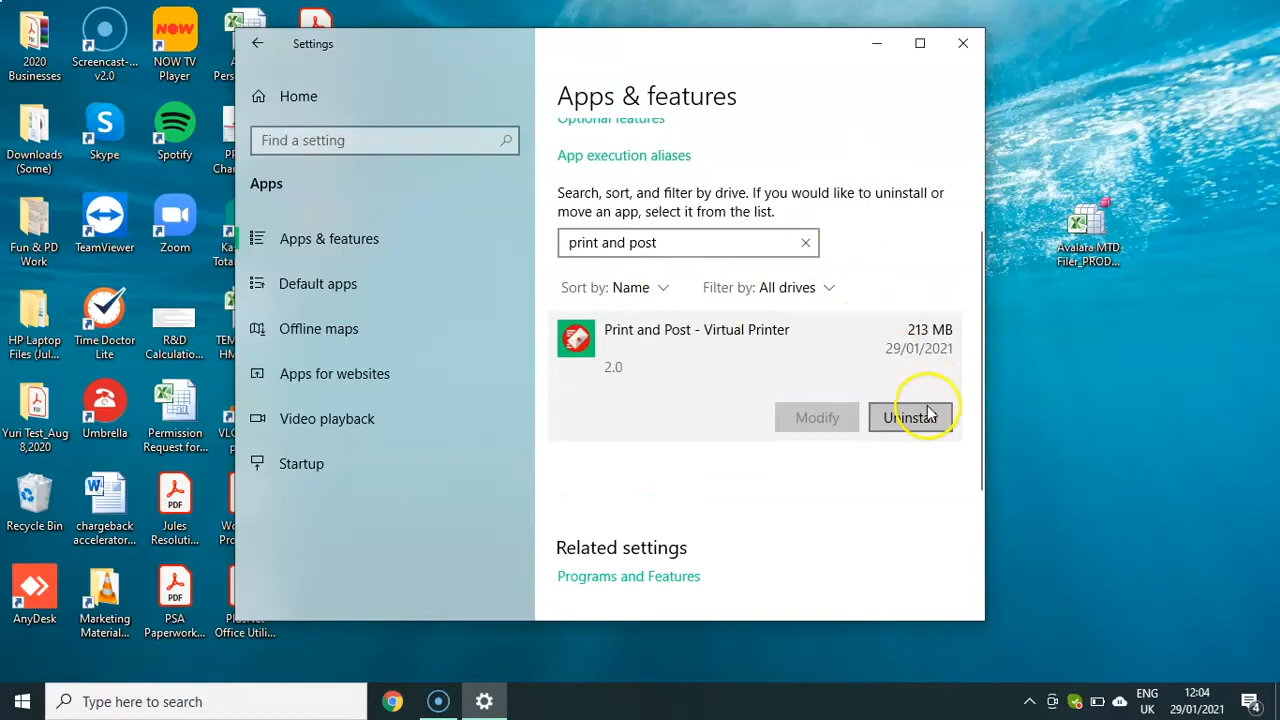 Settings
Home
Find a setting
Apps
Apps & features
Default apps
Offline maps
Apps for websites
Video playback
Startup
Apps & features
Optional features
App execution aliases
Search, sort, and filter by drive. If you would like to uninstall or
move an app, select it from the list.
print and post
Sort by: Name
Filter by: All drives
Print and Post - Virtual Printer
213 MB
29/01/2021
2.0
Modify
Uninstall
Related settings
Programs and Features
2020
Businesses
Screencast-...
v2.0
NOW TV
Player
Downloads
(Some)
Skype
Spotify
Fun & PD
Work
TeamViewer
Zoom
HP Laptop
Files (Jul...
Time Doctor
Lite
R&D
Calculatio...
Yuri Test_Aug
8,2020
Umbrella
Permission
Request for...
Recycle Bin
chargeback
accelerator...
Jules
Resoluti...
AnyDesk
Marketing
Material...
PSA
Paperwork...
Office Utili...
Avalara MTD
Filer_PROD...
Type here to search
ENG
UK
12:04
29/01/2021
4